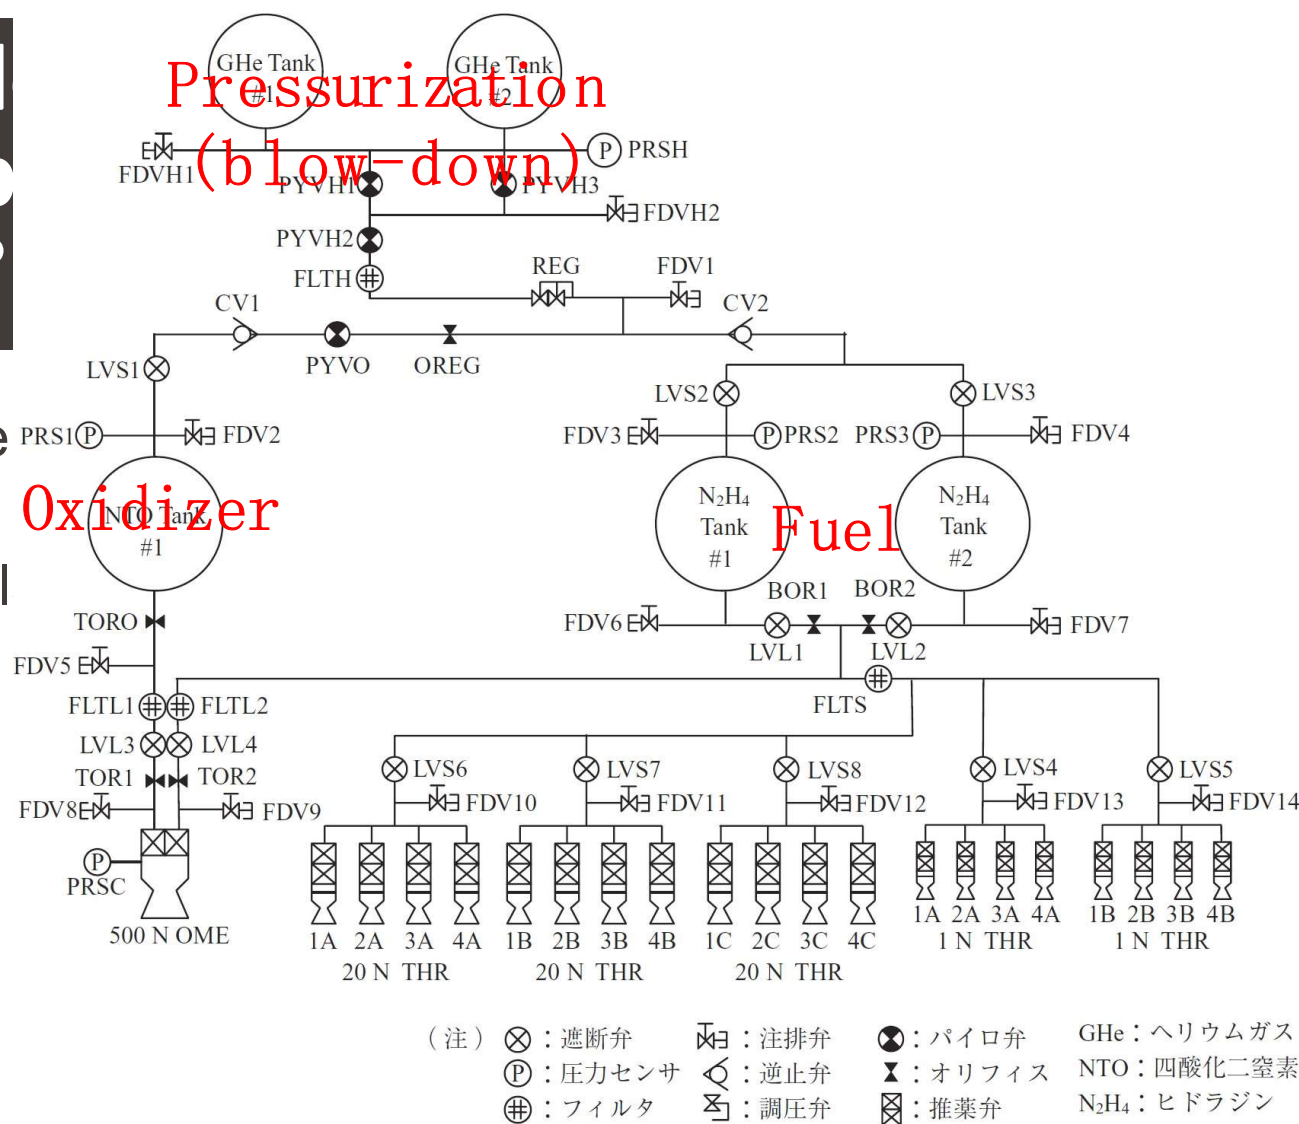 GHe Tank
#1
GHe Tank
#2
Pressurization
(blow-down)
FDVH1
PRSH
PYVH1
PYVH3
FDVH2
PYVH2
FLTH
REG
FDV1
CV1
CV2
PYVO
OREG
LVS1
LVS2
LVS3
PRS1
P
FDV2
FDV3
P
PRS2
PRS3
P
FDV4
P
Oxidizer
NTO Tank
#1
N₂H₄
Tank
#1
Fuel
N₂H₄
Tank
#2
BOR1
BOR2
TORO
FDV6
LVL1
LVL2
FDV7
FDV5
FLTL1
FLTL2
FLTS
LVL3
LVL4
TOR1
TOR2
FDV8
FDV9
P
PRSC
500 N OME
LVS6
LVS7
LVS8
LVS4
LVS5
FDV10
FDV11
FDV12
FDV13
FDV14
1A 2A 3A 4A
20 N THR
1B 2B 3B 4B
20 N THR
1C 2C 3C 4C
20 N THR
1A 2A 3A 4A
1 N THR
1B 2B 3B 4B
1 N THR
（注）
：遮断弁
：注排弁
：パイロ弁
GHe：ヘリウムガス
P：圧力センサ
：逆止弁
：オリフィス
NTO：四酸化二窒素
：フィルタ
：調圧弁
：推薬弁
N₂H₄：ヒドラジン